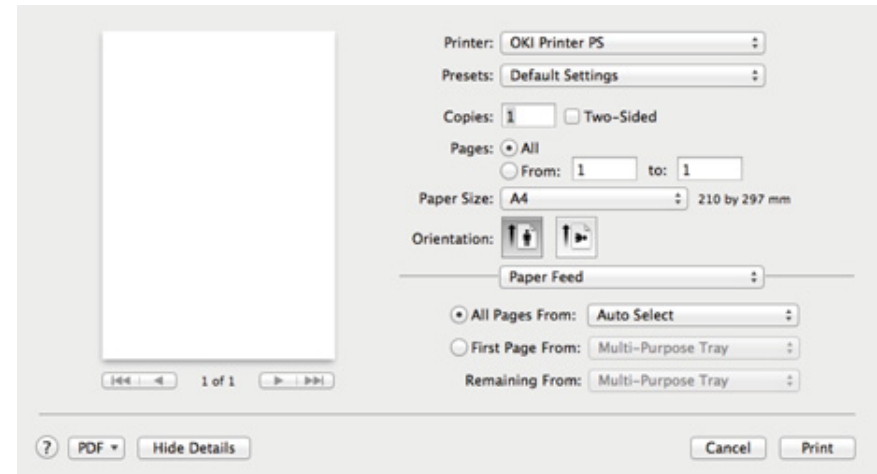 Printer: OKI Printer PS
Presets: Default Settings
Copies: 1 Two-Sided
Pages: All
From: 1 to: 1
Paper Size: A4 210 by 297 mm
Orientation:
Paper Feed
All Pages From: Auto Select
First Page From: Multi-Purpose Tray
Remaining From: Multi-Purpose Tray
1 of 1
? PDF Hide Details Cancel Print